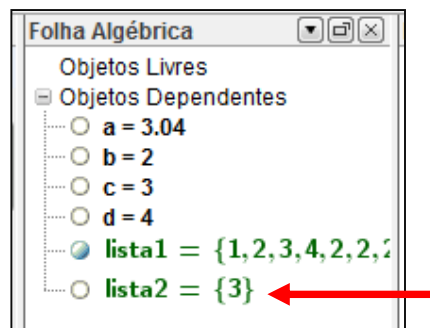 Folha Algébrica
Objetos Livres
Objetos Dependentes
a = 3.04
b = 2
c = 3
d = 4
lista1 = {1,2,3,4,2,2,2
lista2 = {3}